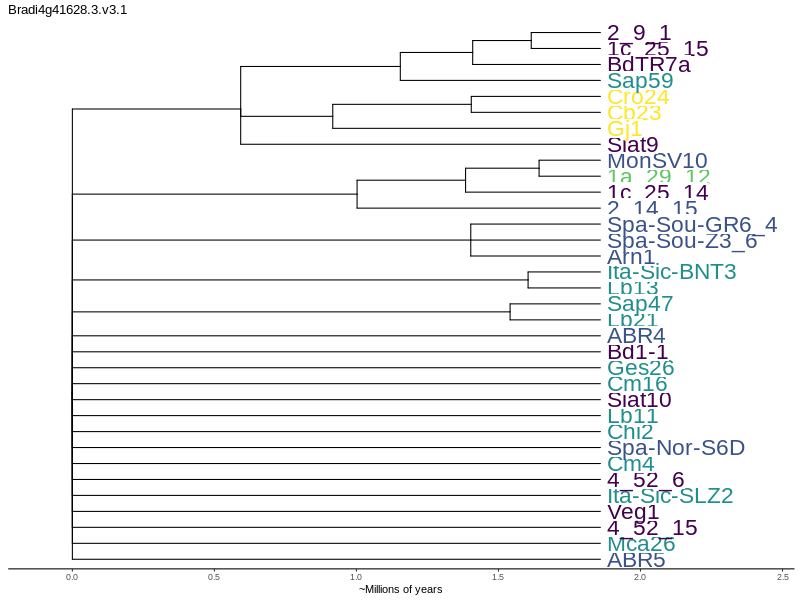 Bradi4g41628.3.v3.1
2_9_1
1c_25_15
BdTR7a
Sap59
Cro24
Cb23
Gj1
Siat9
MonSV10
1a_29_12
1c_25_14
2_14_15
Spa-Sou-GR6_4
Spa-Sou-Z3_6
Arn1
Ita-Sic-BNT3
Lb13
Sap47
Lb21
ABR4
Bd1-1
Ges26
Cm16
Siat10
Lb11
Chi2
Spa-Nor-S6D
Cm4
4_52_6
Ita-Sic-SLZ2
Veg1
4_52_15
Mca26
ABR5
0.0 0.5 1.0 1.5 2.0 2.5
~Millions of years